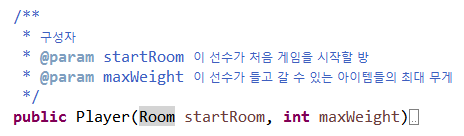 /**
 * 구성자
 * @param startRoom 이 선수가 처음 게임을 시작할 방
 * @param maxWeight 이 선수가 들고 갈 수 있는 아이템들의 최대 무게
 */
public Player(Room startRoom, int maxWeight)